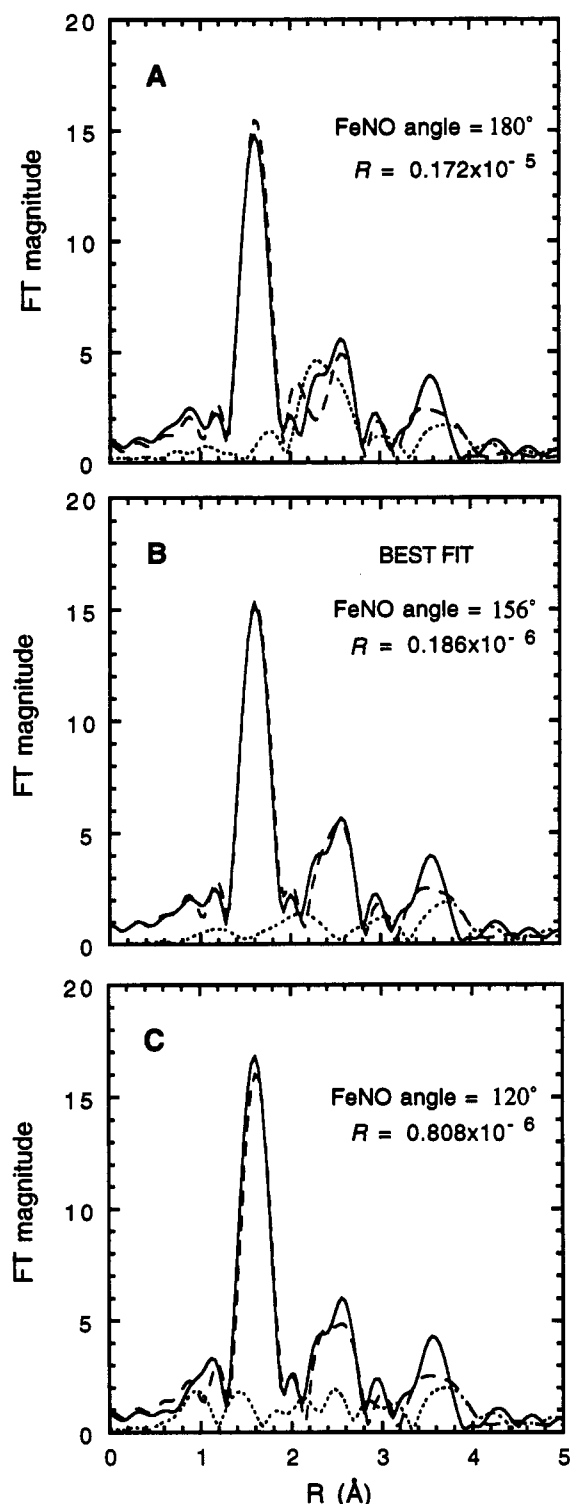 20
A
FeNO angle = 180°
R = 0.172x10- 5
15
10
5
0
FT magnitude
20
B
BEST FIT
FeNO angle = 156°
R = 0.186x10- 6
15
10
5
0
FT magnitude
20
C
FeNO angle = 120°
R = 0.808x10- 6
15
10
5
0
FT magnitude
0 1 2 3 4 5
R (Å)